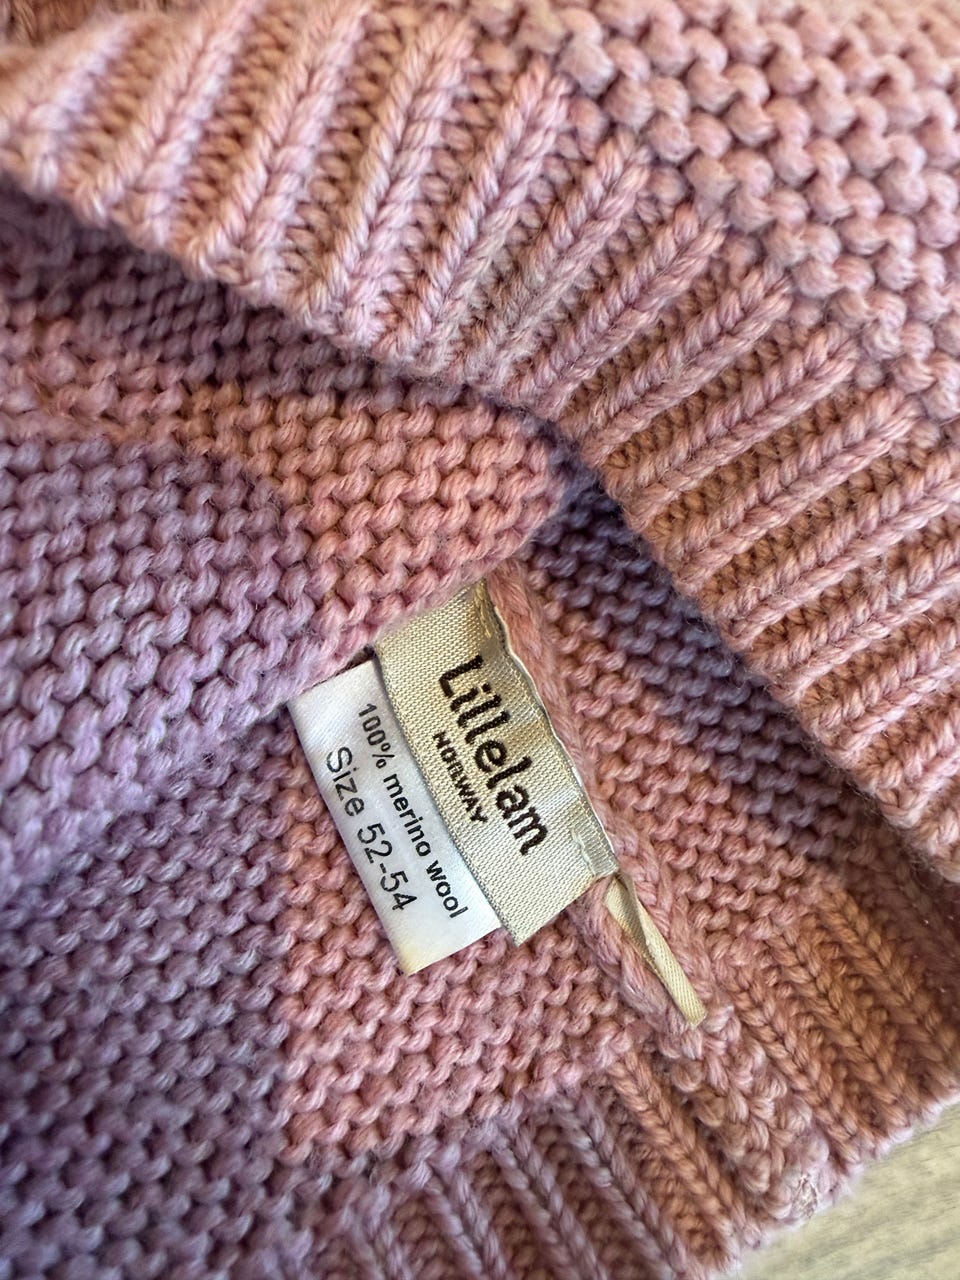 Lillelam
NORWAY
100% merino wool
Size 52-54